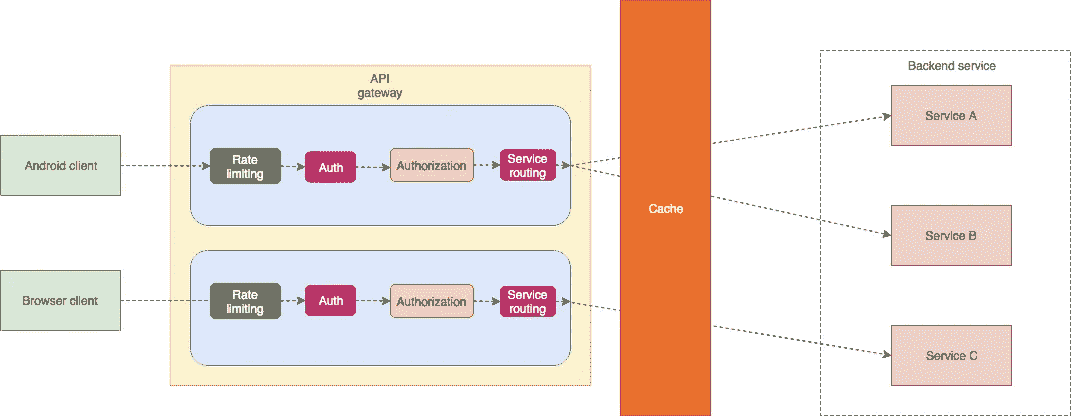 API
gateway
Backend service
Android client
Rate
limiting
Auth
Authorization
Service
routing
Cache
Service A
Service B
Browser client
Rate
limiting
Auth
Authorization
Service
routing
Service C